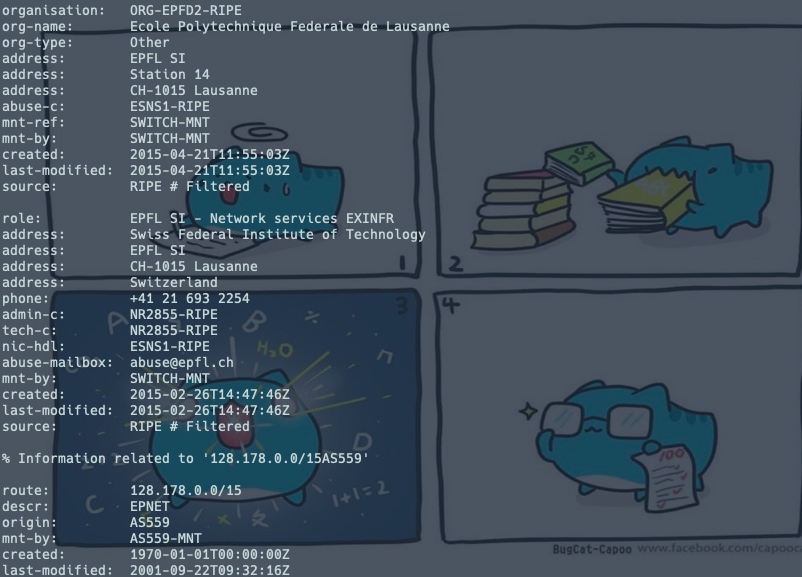 organisation:   ORG-EPFD2-RIPE
org-name:       Ecole Polytechnique Federale de Lausanne
org-type:       Other
address:        EPFL SI
address:        Station 14
address:        CH-1015 Lausanne
abuse-c:        ESNS1-RIPE
mnt-ref:        SWITCH-MNT
mnt-by:         SWITCH-MNT
created:        2015-04-21T11:55:03Z
last-modified:  2015-04-21T11:55:03Z
source:         RIPE # Filtered
role:           EPFL SI - Network services EXINFR
address:        Swiss Federal Institute of Technology
address:        EPFL SI
address:        CH-1015 Lausanne
address:        Switzerland
phone:          +41 21 693 2254
admin-c:        NR2855-RIPE
tech-c:         NR2855-RIPE
nic-hdl:        ESNS1-RIPE
abuse-mailbox:  abuse@epfl.ch
mnt-by:         SWITCH-MNT
created:        2015-02-26T14:47:46Z
last-modified:  2015-02-26T14:47:46Z
source:         RIPE # Filtered
% Information related to '128.178.0.0/15AS559'
route:          128.178.0.0/15
descr:          EPNET
origin:         AS559
mnt-by:         AS559-MNT
created:        1970-01-01T00:00:00Z
last-modified:  2001-09-22T09:32:16Z
1
2
3
A
B
÷
H₂O
D
C
1+1=2
4
100
BugCat-Capoo www.facebook.com/capooca